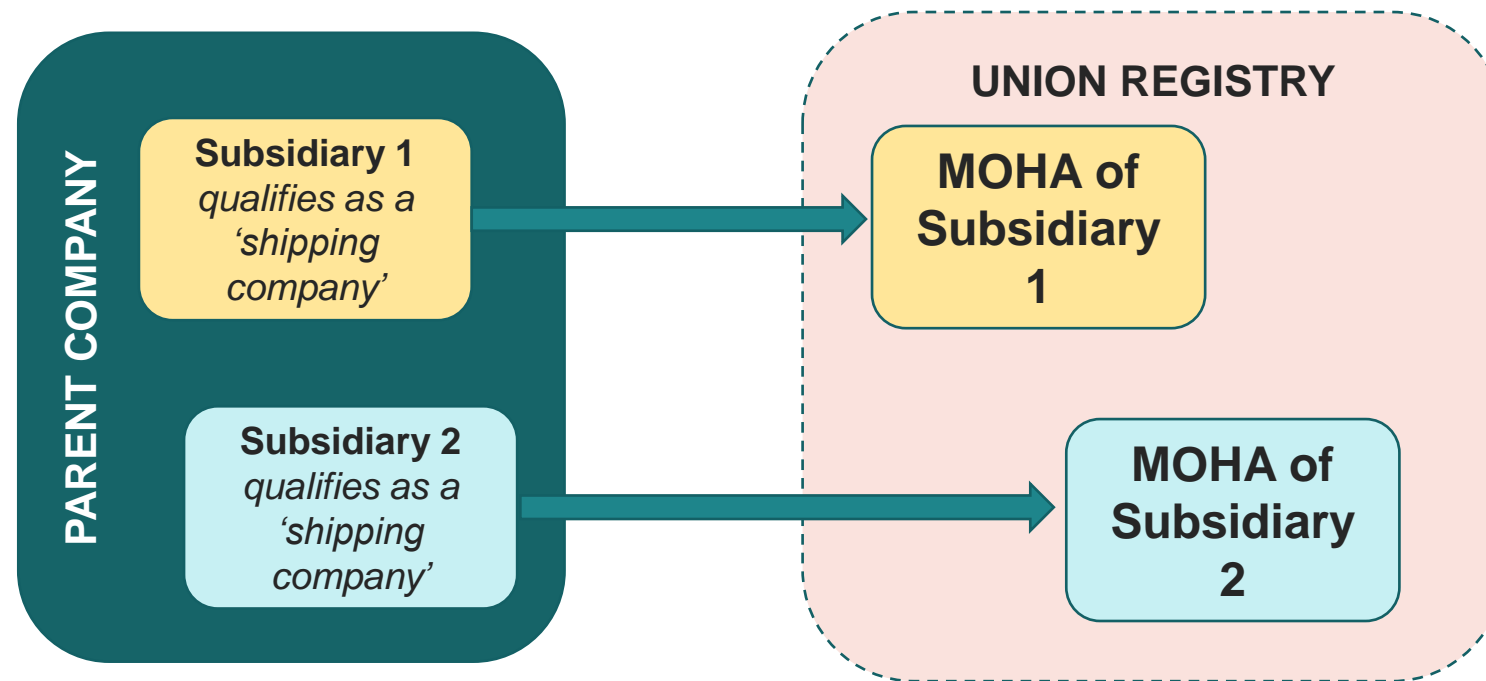 PARENT COMPANY
Subsidiary 1
qualifies as a
‘shipping
company’
Subsidiary 2
qualifies as a
‘shipping
company’
UNION REGISTRY
MOHA of
Subsidiary
1
MOHA of
Subsidiary
2